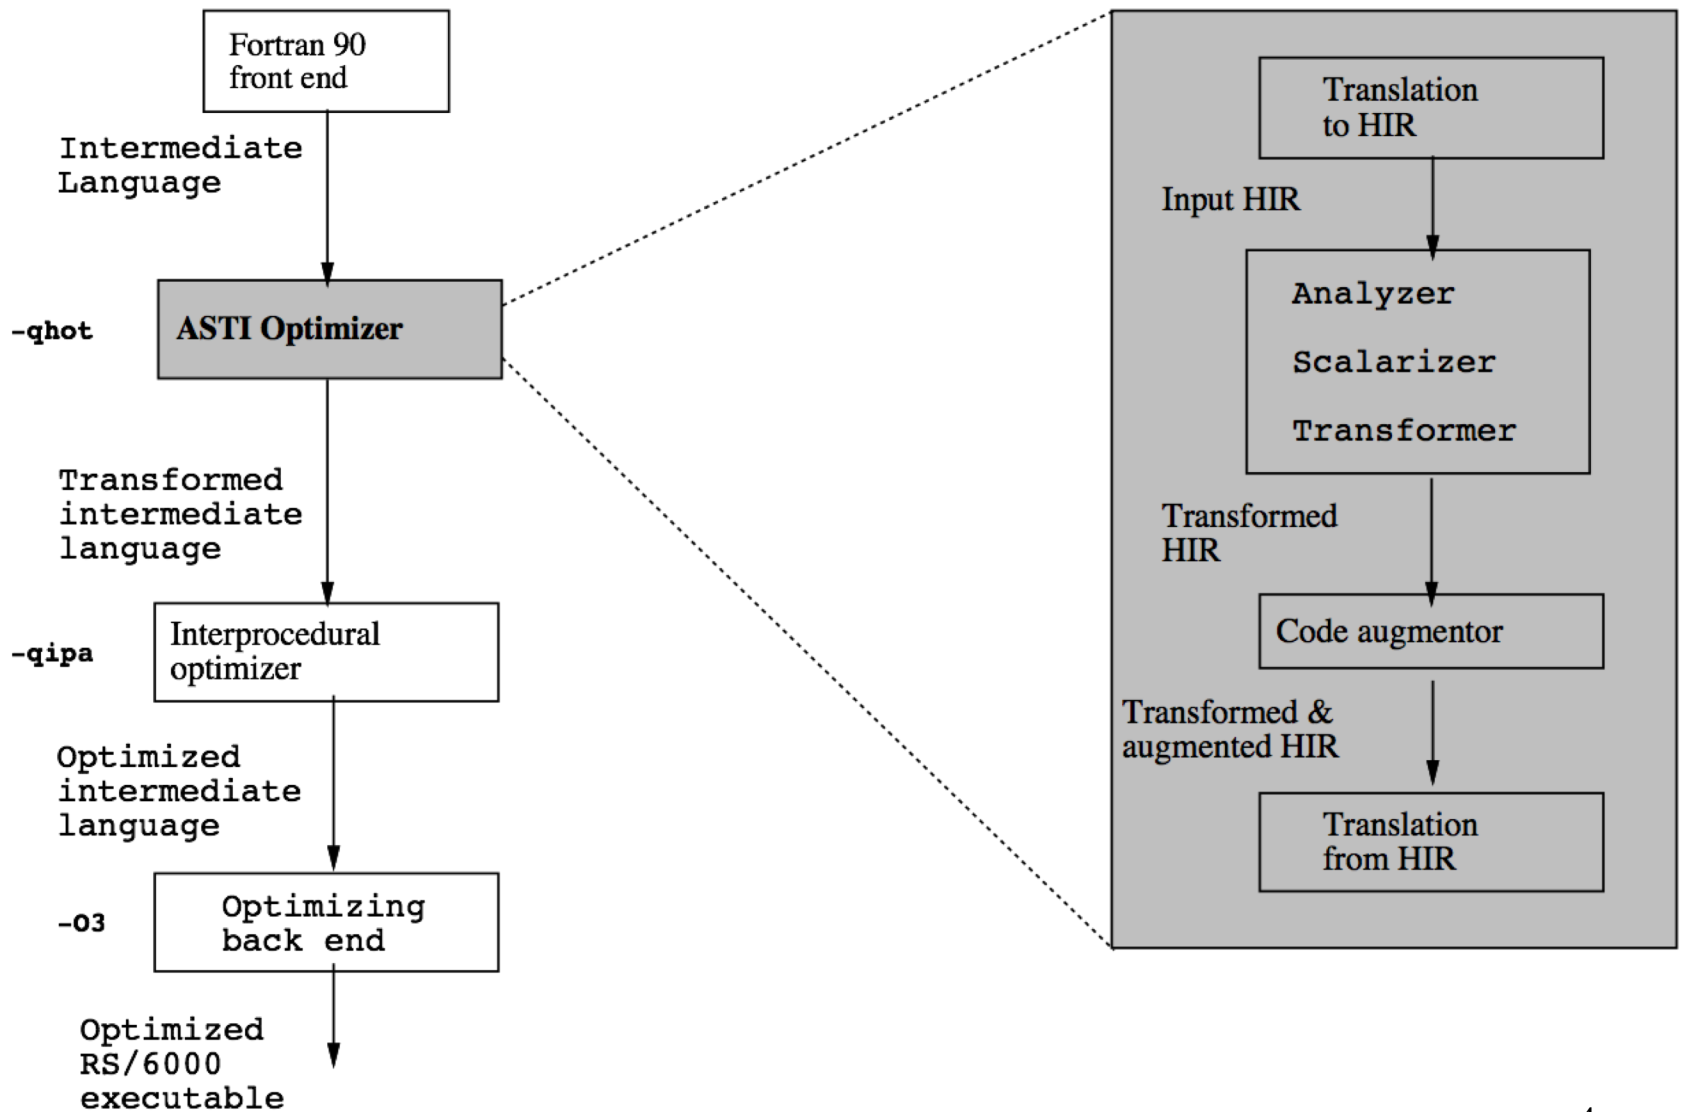 Fortran 90
front end
Intermediate
Language
-qhot
ASTI Optimizer
Transformed
intermediate
language
-qipa
Interprocedural
optimizer
Optimized
intermediate
language
-O3
Optimizing
back end
Optimized
RS/6000
executable
Translation
to HIR
Input HIR
Analyzer
Scalarizer
Transformer
Transformed
HIR
Code augmentor
Transformed &
augmented HIR
Translation
from HIR